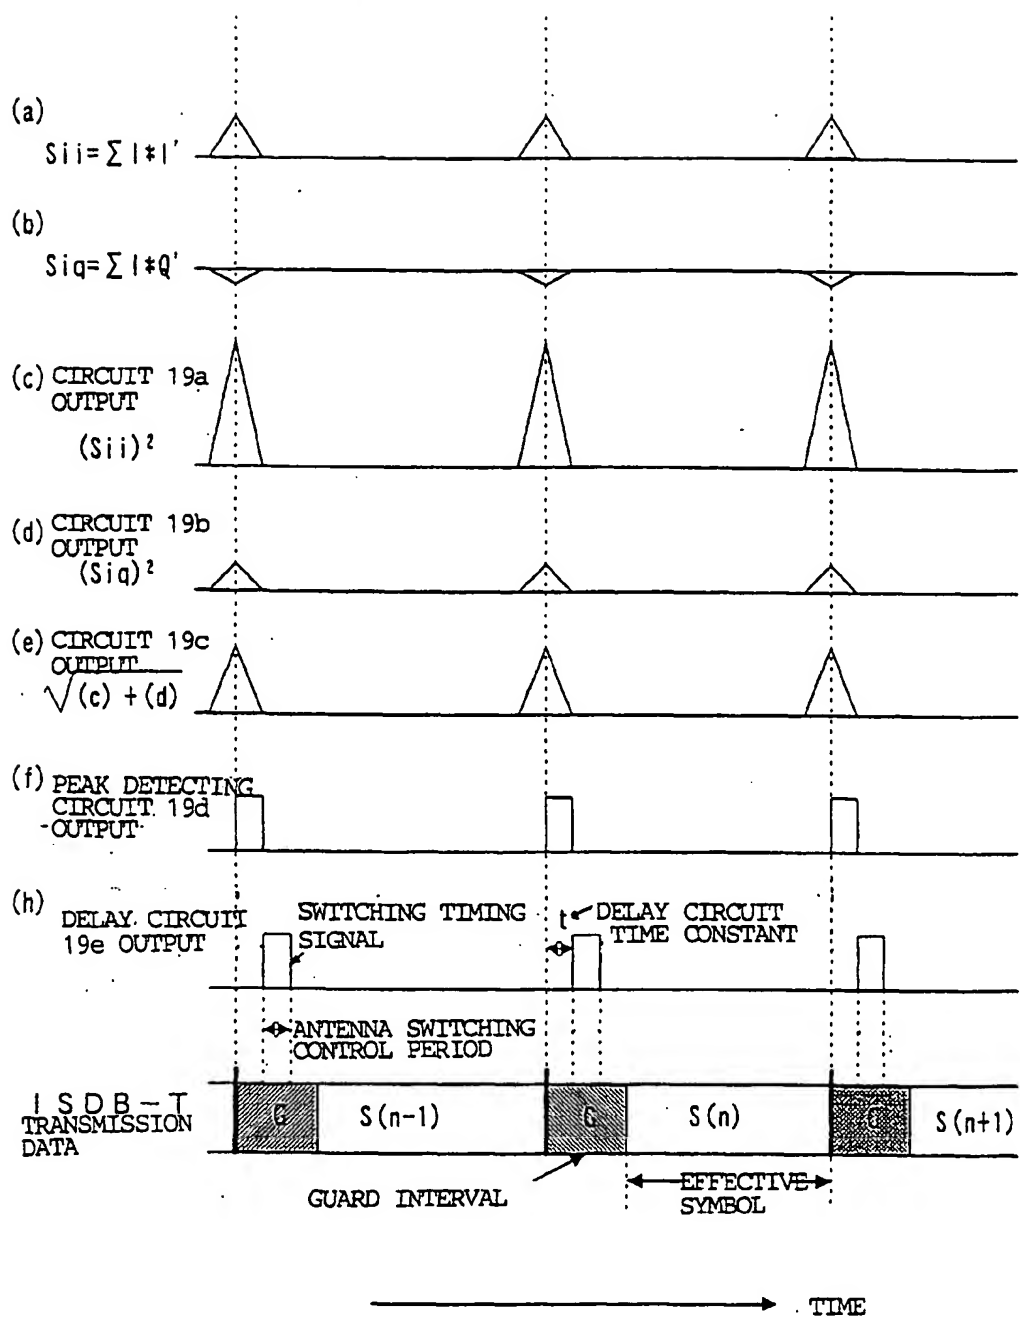 (a)
Sii=∑I*I'
(b)
Siq=∑I*Q'
(c) CIRCUIT 19a
OUTPUT
(Sii)²
(d) CIRCUIT 19b
OUTPUT
(Siq)²
(e) CIRCUIT 19c
OUTPUT
√(c)+(d)
(f) PEAK DETECTING
CIRCUIT. 19d
OUTPUT
(h)
DELAY CIRCUIT
19e OUTPUT
SWITCHING TIMING
SIGNAL
t
DELAY CIRCUIT
TIME CONSTANT
ANTENNA SWITCHING
CONTROL PERIOD
ISDB-T
TRANSMISSION
DATA
G
S(n-1)
G
S(n)
G
S(n+1)
GUARD INTERVAL
EFFECTIVE
SYMBOL
TIME